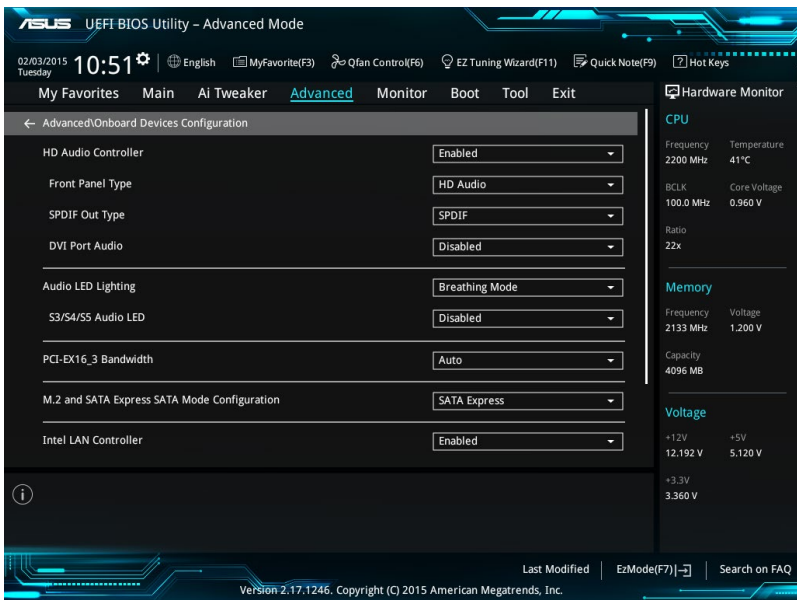 ASUS UEFI BIOS Utility – Advanced Mode
02/03/2015
Tuesday
10:51
English
MyFavorite(F3)
Qfan Control(F6)
EZ Tuning Wizard(F11)
Quick Note(F9)
? Hot Keys
My Favorites Main Ai Tweaker Advanced Monitor Boot Tool Exit
← Advanced\Onboard Devices Configuration
HD Audio Controller Enabled
Front Panel Type HD Audio
SPDIF Out Type SPDIF
DVI Port Audio Disabled
Audio LED Lighting Breathing Mode
S3/S4/S5 Audio LED Disabled
PCI-EX16_3 Bandwidth Auto
M.2 and SATA Express SATA Mode Configuration SATA Express
Intel LAN Controller Enabled
Hardware Monitor
CPU
Frequency Temperature
2200 MHz 41°C
BCLK Core Voltage
100.0 MHz 0.960 V
Ratio
22x
Memory
Frequency Voltage
2133 MHz 1.200 V
Capacity
4096 MB
Voltage
+12V +5V
12.192 V 5.120 V
+3.3V
3.360 V
i
Last Modified
EzMode(F7)
Search on FAQ
Version 2.17.1246. Copyright (C) 2015 American Megatrends, Inc.